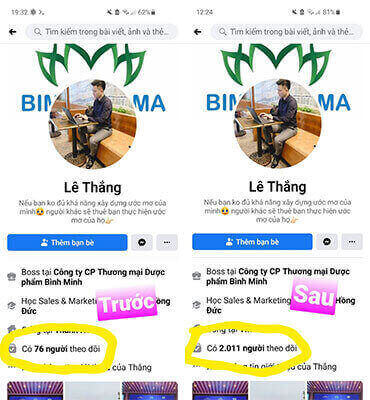 19:32
62%
Tìm kiếm trong bài viết, ảnh và thẻ...
BIN
MA
Lê Thắng
Nếu bạn ko đủ khả năng xây dựng ước mơ của
mình người khác sẽ thuê bạn thực hiện ước
mơ của họ
Thêm bạn bè
Boss tại Công ty CP Thương mại Dược
phẩm Bình Minh
Học Sales & Marketing
Hồng
Đức
Trước
Có 76 người theo dõi
của Thắng
12:24
81%
Tìm kiếm trong bài viết, ảnh và thẻ...
BIN
MA
Lê Thắng
Nếu bạn ko đủ khả năng xây dựng ước mơ của
mình người khác sẽ thuê bạn thực hiện ước
mơ của họ
Thêm bạn bè
Boss tại Công ty CP Thương mại Dược
phẩm Bình Minh
Học Sales & Marketing
Hồng
Đức
Sau
Có 2.011 người theo dõi
của Thắng